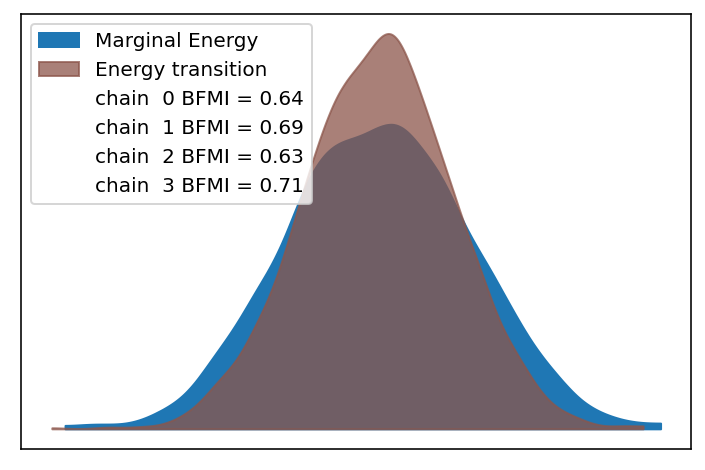 Marginal Energy
Energy transition
chain  0 BFMI = 0.64
chain  1 BFMI = 0.69
chain  2 BFMI = 0.63
chain  3 BFMI = 0.71